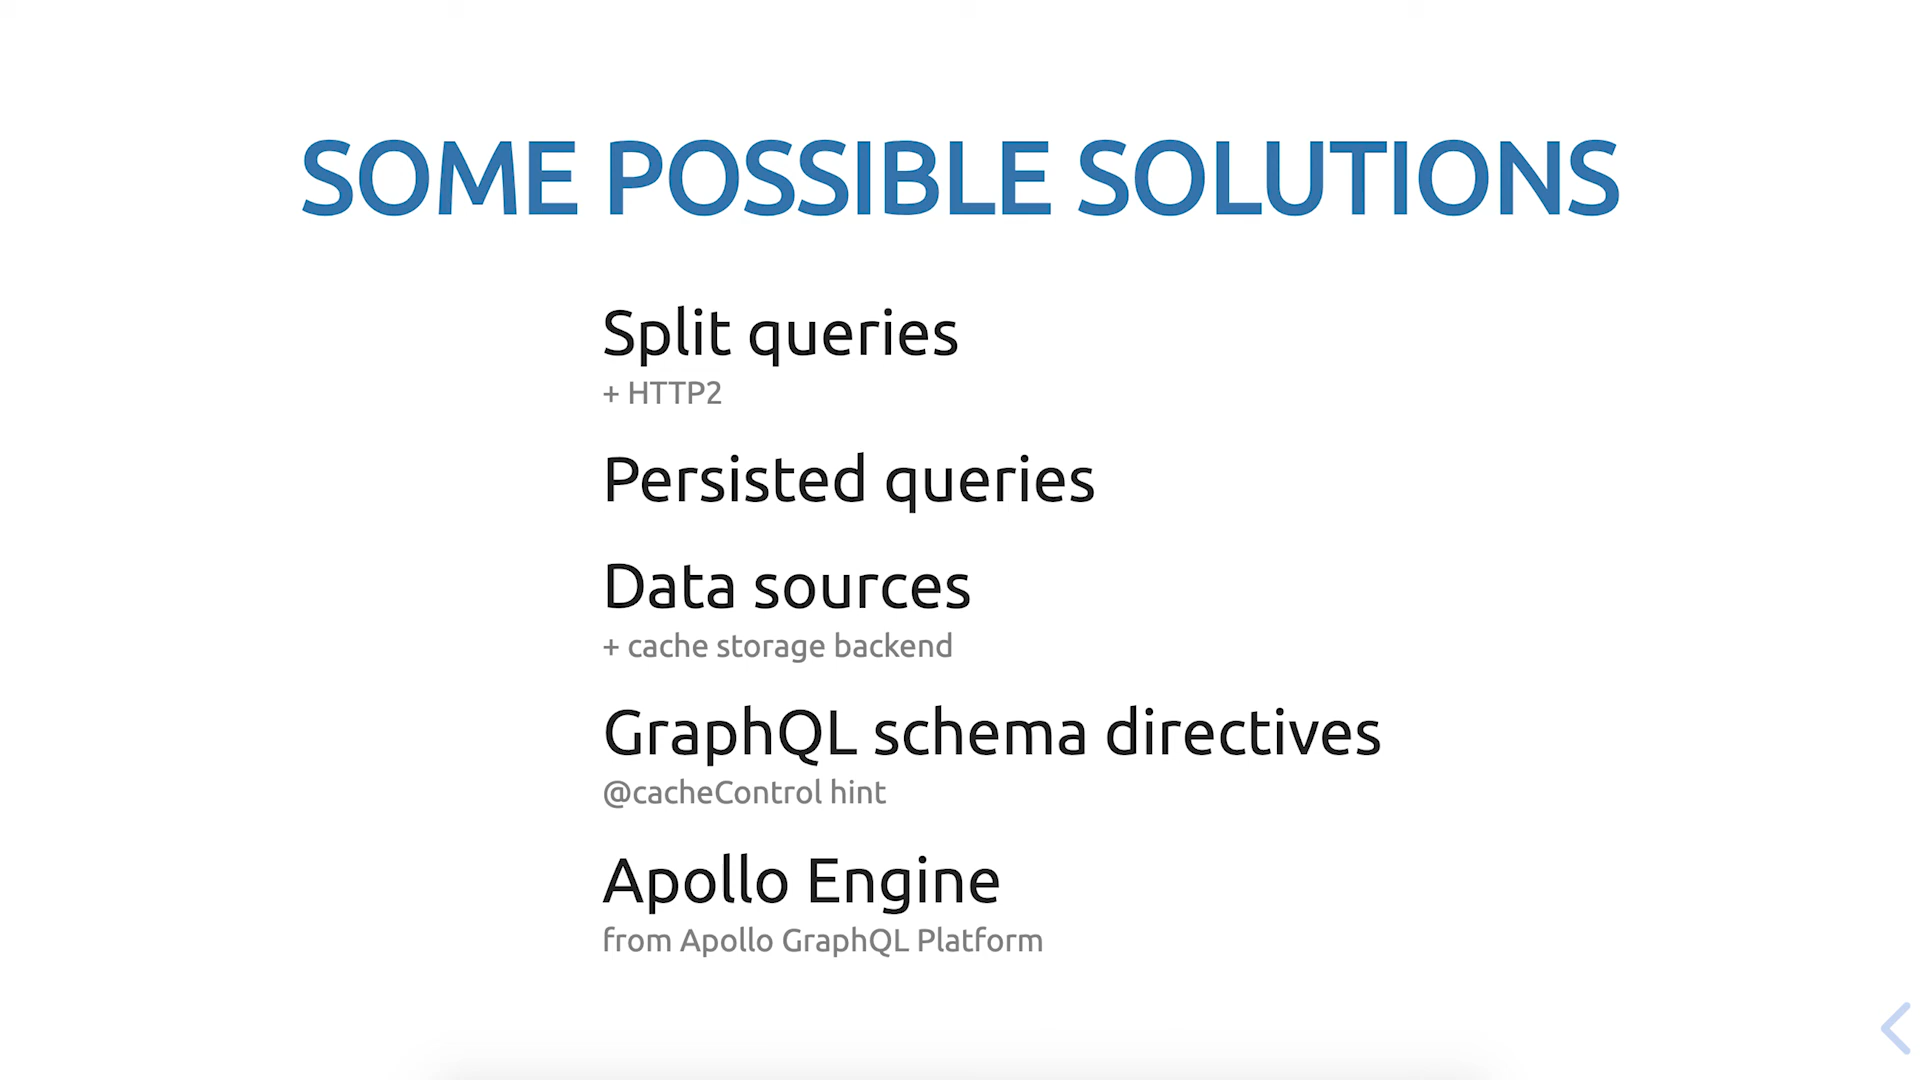 SOME POSSIBLE SOLUTIONS
Split queries
+ HTTP2
Persisted queries
Data sources
+ cache storage backend
GraphQL schema directives
@cacheControl hint
Apollo Engine
from Apollo GraphQL Platform